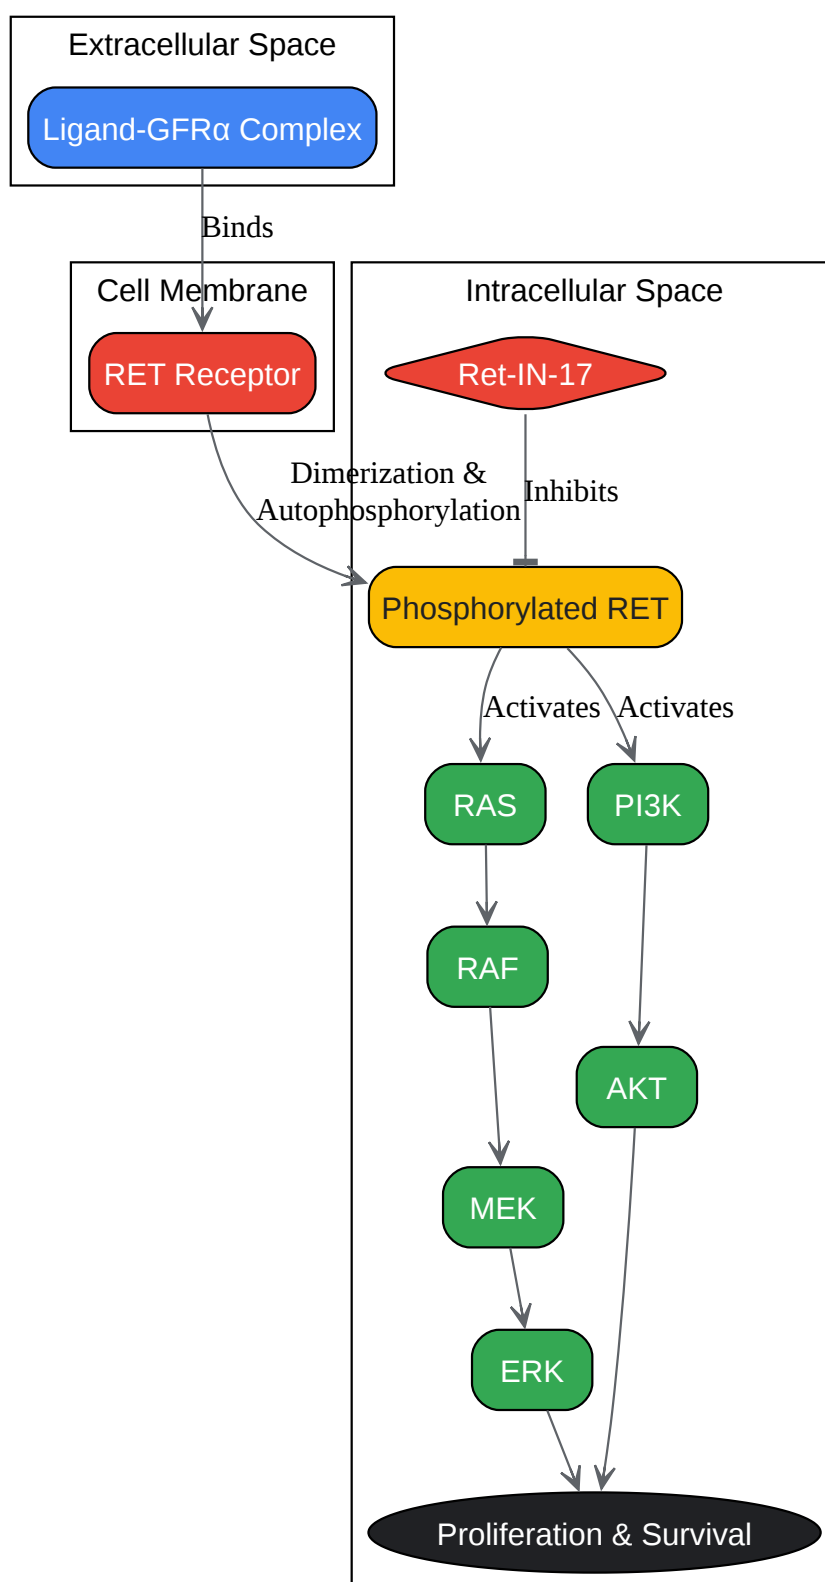 Extracellular Space
Ligand-GFRα Complex
Binds
Cell Membrane
Intracellular Space
RET Receptor
Ret-IN-17
Dimerization &
Autophosphorylation
Inhibits
Phosphorylated RET
Activates
Activates
RAS
PI3K
RAF
AKT
MEK
ERK
Proliferation & Survival